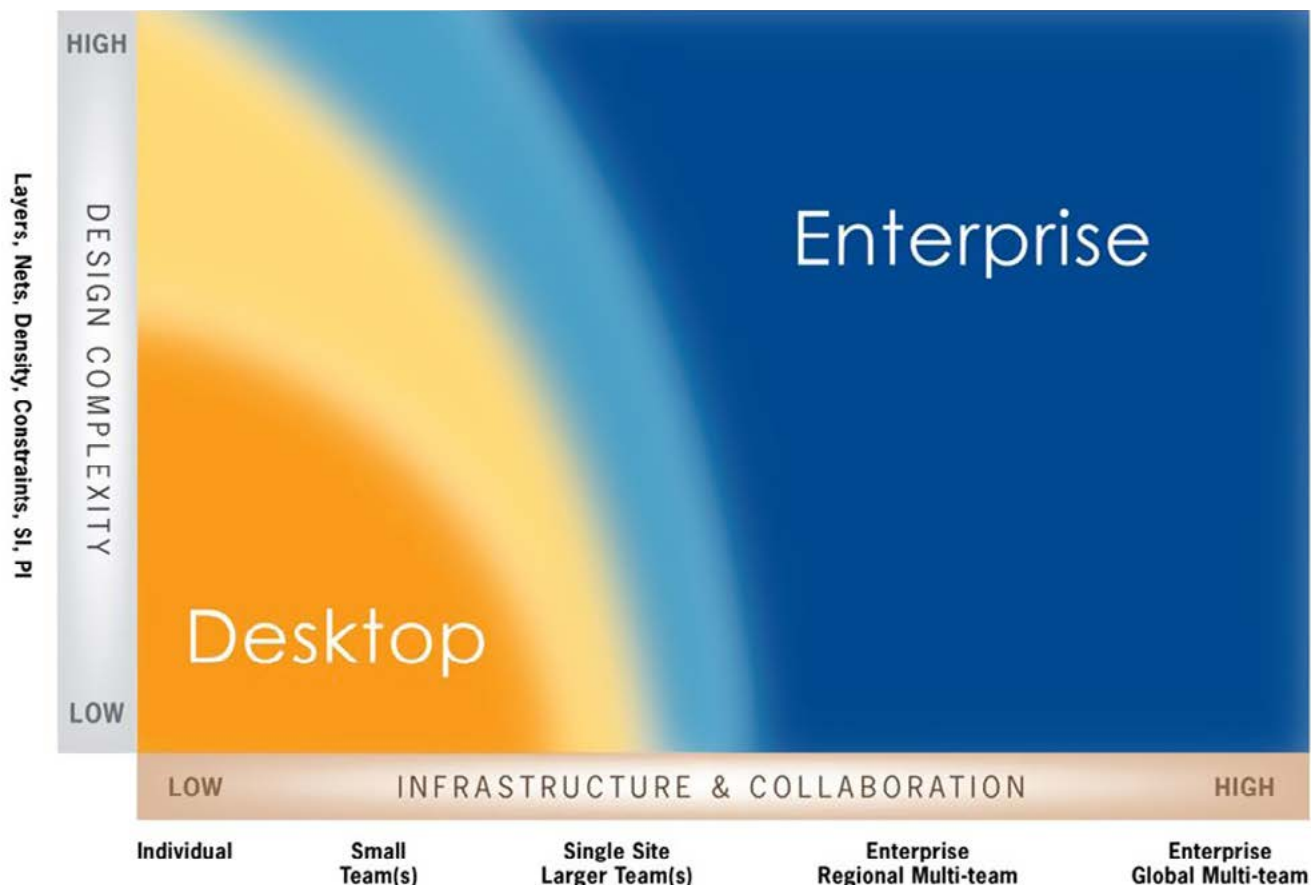 HIGH
Layers, Nets, Density, Constraints, SI, PI
DESIGN COMPLEXITY
Enterprise
Desktop
LOW
LOW
INFRASTRUCTURE & COLLABORATION
HIGH
Individual
Small
Team(s)
Single Site
Larger Team(s)
Enterprise
Regional Multi-team
Enterprise
Global Multi-team